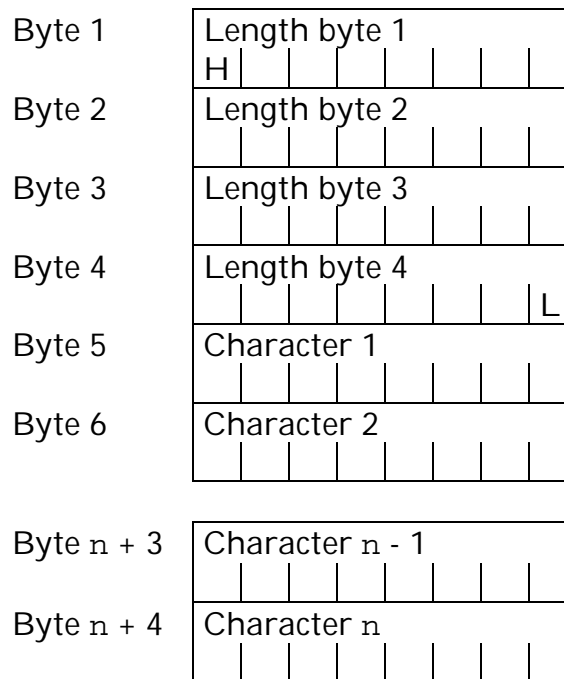 Byte 1 Length byte 1
H
Byte 2 Length byte 2
Byte 3 Length byte 3
Byte 4 Length byte 4
L
Byte 5 Character 1
Byte 6 Character 2
Byte n + 3 Character n - 1
Byte n + 4 Character n